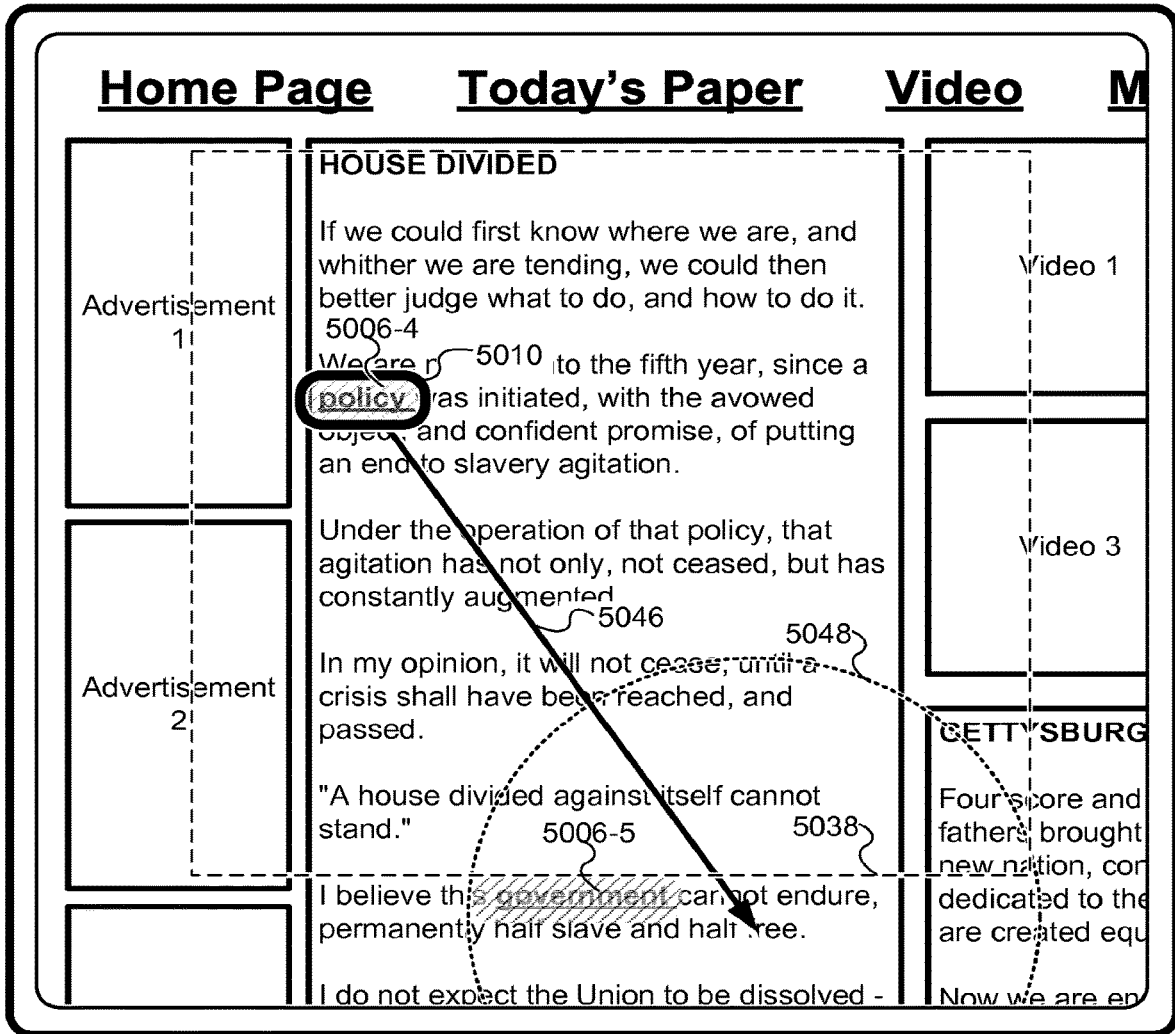 Home Page Today's Paper Video M
Advertisement
1
Advertisement
2
HOUSE DIVIDED
If we could first know where we are, and
whither we are tending, we could then
better judge what to do, and how to do it.
5006-4
We are n 5010 to the fifth year, since a
policy was initiated, with the avowed
object, and confident promise, of putting
an end to slavery agitation.
Under the operation of that policy, that
agitation has not only, not ceased, but has
constantly augmented
5046
5048
In my opinion, it will not cease, until a
crisis shall have been reached, and
passed.
"A house divided against itself cannot
stand."
5006-5
5038
I believe this government cannot endure,
permanently half slave and half free.
I do not expect the Union to be dissolved -
Video 1
Video 3
GETTYSBURG
Four score and
fathers brought
new nation, con
dedicated to the
are created equ
Now we are en